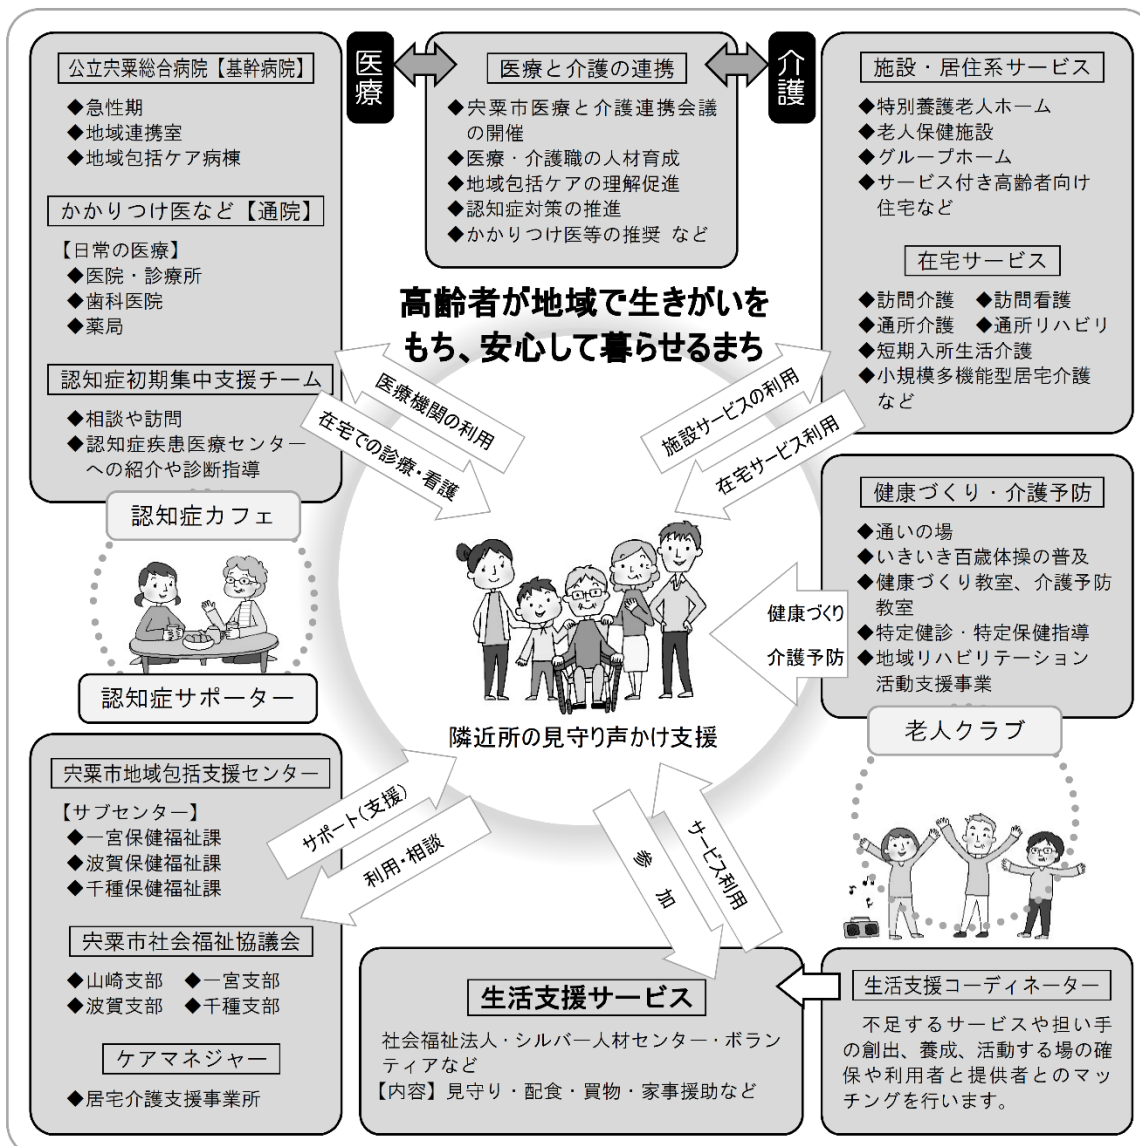 公立宍粟総合病院【基幹病院】
◆急性期
◆地域連携室
◆地域包括ケア病棟
かかりつけ医など【通院】
【日常の医療】
◆医院・診療所
◆歯科医院
◆薬局
認知症初期集中支援チーム
◆相談や訪問
◆認知症疾患医療センター
への紹介や診断指導
医療
医療と介護の連携
◆宍粟市医療と介護連携会議
の開催
◆医療・介護職の人材育成
◆地域包括ケアの理解促進
◆認知症対策の推進
◆かかりつけ医等の推奨 など
介護
施設・居住系サービス
◆特別養護老人ホーム
◆老人保健施設
◆グループホーム
◆サービス付き高齢者向け
住宅など
在宅サービス
◆訪問介護 ◆訪問看護
◆通所介護 ◆通所リハビリ
◆短期入所生活介護
◆小規模多機能型居宅介護
など
高齢者が地域で生きがいを
もち、安心して暮らせるまち
医療機関の利用
在宅での診療・看護
施設サービスの利用
在宅サービス利用
認知症カフェ
認知症サポーター
健康づくり・介護予防
◆通いの場
◆いきいき百歳体操の普及
◆健康づくり教室、介護予防
教室
◆特定健診・特定保健指導
◆地域リハビリテーション
活動支援事業
健康づくり
介護予防
隣近所の見守り声かけ支援
老人クラブ
宍粟市地域包括支援センター
【サブセンター】
◆一宮保健福祉課
◆波賀保健福祉課
◆千種保健福祉課
宍粟市社会福祉協議会
◆山崎支部 ◆一宮支部
◆波賀支部 ◆千種支部
ケアマネジャー
◆居宅介護支援事業所
サポート(支援)
利用・相談
参加
サービス利用
生活支援サービス
社会福祉法人・シルバー人材センター・ボラン
ティアなど
【内容】見守り・配食・買物・家事援助など
生活支援コーディネーター
不足するサービスや担い手
の創出、養成、活動する場の確
保や利用者と提供者とのマッ
チングを行います。